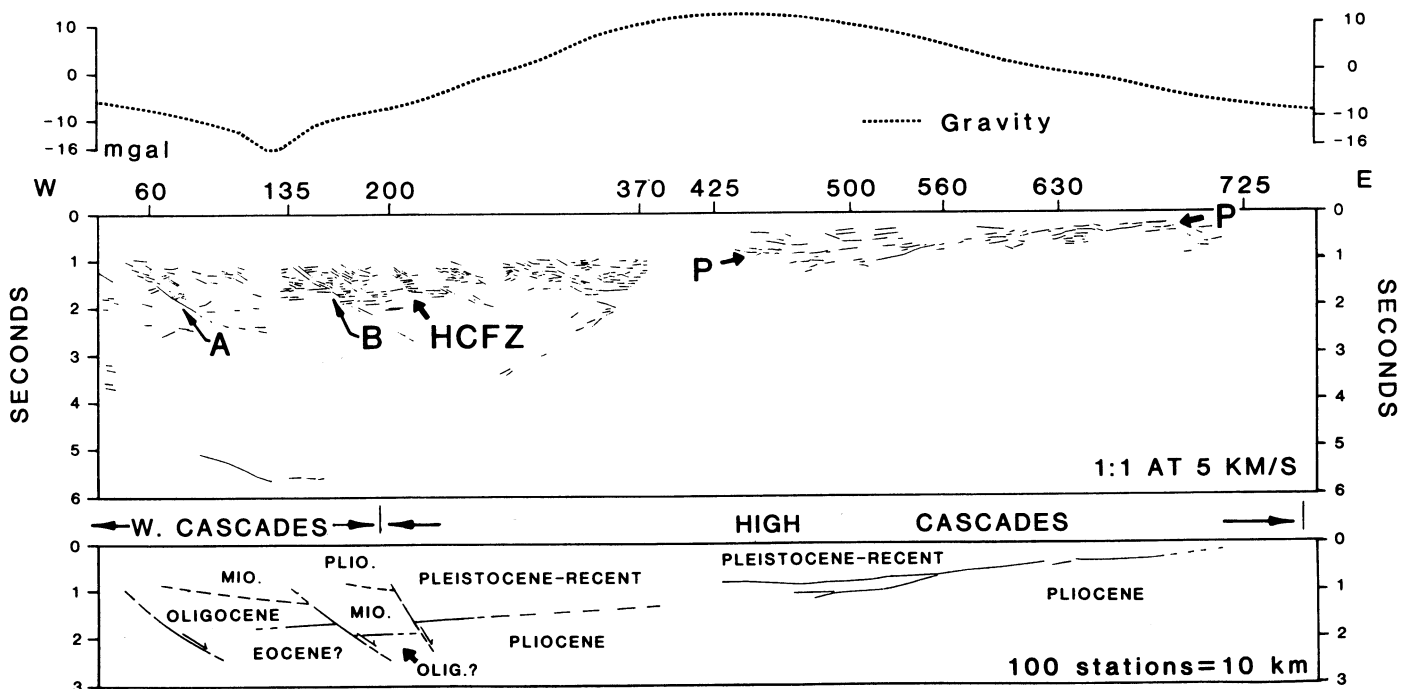 10 10
0 0
-10 -10
-16 -16
mgal
Gravity
W 60 135 200 370 425 500 560 630 725 E
0 0
1 1
2 2
3 3
4 4
5 5
6 6
SECONDS
SECONDS
P
P
A
B
HCFZ
1:1 AT 5 KM/S
W. CASCADES HIGH CASCADES
0 0
1 1
2 2
3 3
MIO. PLIO. PLEISTOCENE-RECENT PLEISTOCENE-RECENT
OLIGOCENE MIO. PLIOCENE
EOCENE? PLIOCENE
OLIG.?
100 stations=10 km